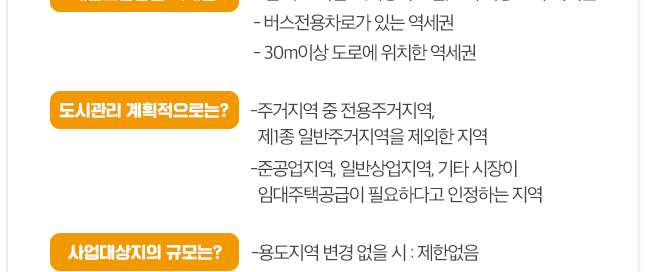 - 버스전용차로가 있는 역세권
- 30m이상 도로에 위치한 역세권
도시관리 계획적으로는?
-주거지역 중 전용주거지역,
제1종 일반주거지역을 제외한 지역
-준공업지역, 일반상업지역, 기타 시장이
임대주택공급이 필요하다고 인정하는 지역
사업대상지의 규모는?
-용도지역 변경 없을 시 : 제한없음